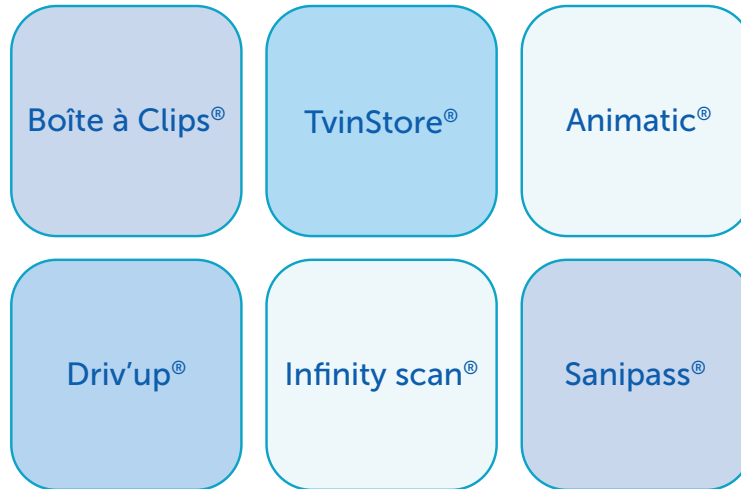 Boîte à Clips®
TvinStore®
Animatic®
Driv’up®
Infinity scan®
Sanipass®